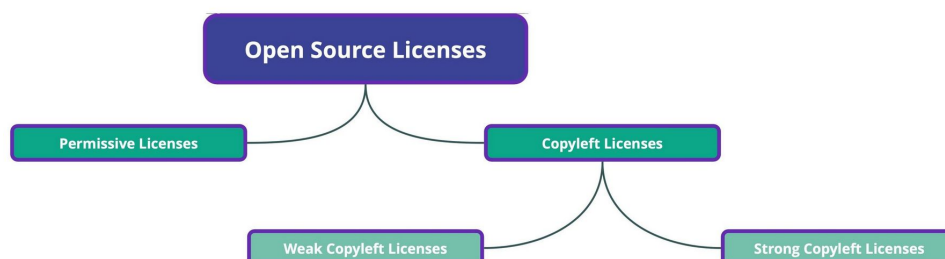 Open Source Licenses
Permissive Licenses
Copyleft Licenses
Weak Copyleft Licenses
Strong Copyleft Licenses